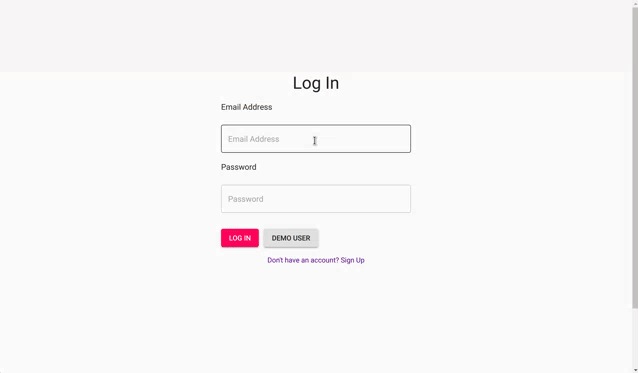 Log In
Email Address
Email Address
Password
Password
LOG IN DEMO USER
Don't have an account? Sign Up